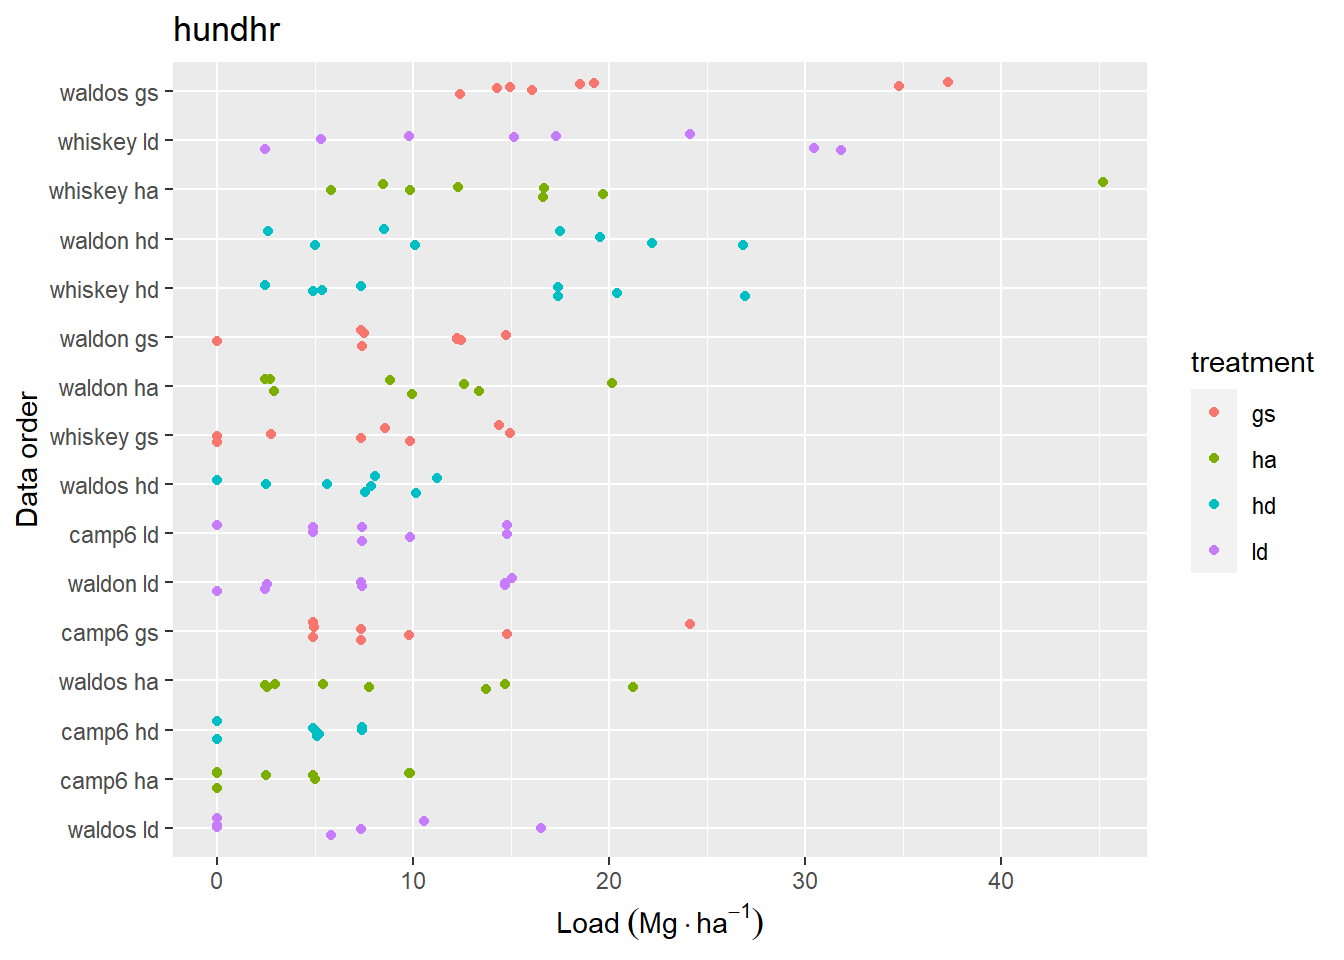 hundhr
waldos gs
whiskey ld
whiskey ha
waldon hd
whiskey hd
waldon gs
waldon ha
whiskey gs
waldos hd
camp6 ld
waldon ld
camp6 gs
waldos ha
camp6 hd
camp6 ha
waldos ld
Data order
0 10 20 30 40
Load (Mg · ha⁻¹)
treatment
gs
ha
hd
ld